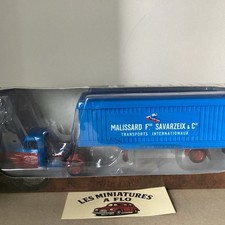 MALISSARD Fres SAVARZEIX & Cie
TRANSPORTS INTERNATIONAUX
LES MINIATURES
A FLO